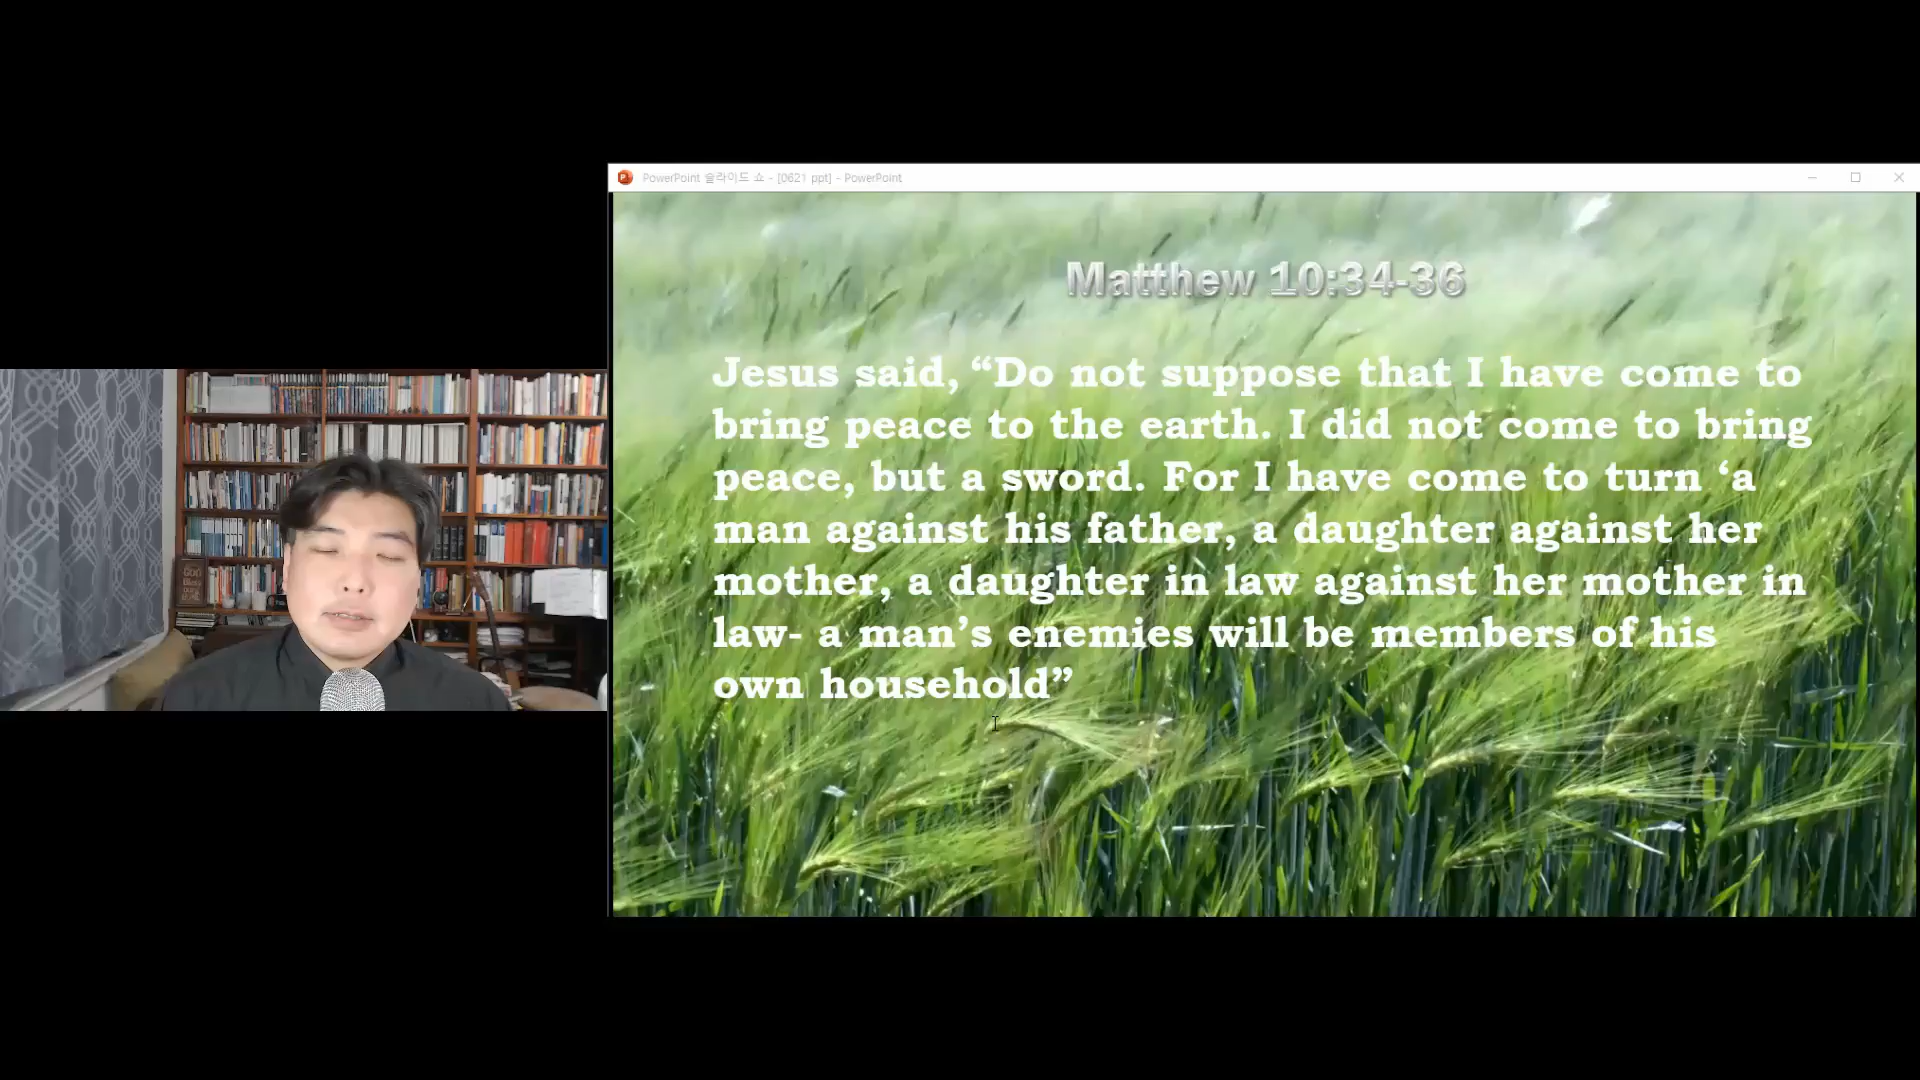 PowerPoint 슬라이드 쇼 - [0621 ppt] - PowerPoint
Matthew 10:34-36
Jesus said, “Do not suppose that I have come to
bring peace to the earth. I did not come to bring
peace, but a sword. For I have come to turn ‘a
man against his father, a daughter against her
mother, a daughter in law against her mother in
law- a man’s enemies will be members of his
own household”
GOD
Bless